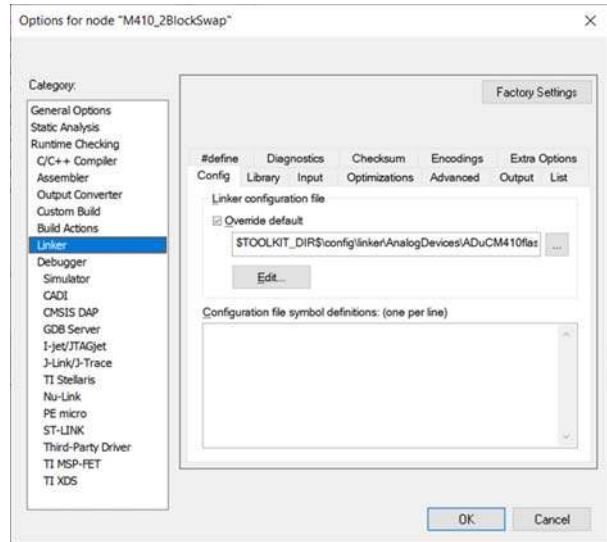 Options for node "M410_2BlockSwap"
Category:
Factory Settings
General Options
Static Analysis
Runtime Checking
C/C++ Compiler
Assembler
Output Converter
Custom Build
Build Actions
Linker
Debugger
Simulator
CADI
CMSIS DAP
GDB Server
I-jet/JTAGjet
J-Link/J-Trace
TI Stellaris
Nu-Link
PE micro
ST-LINK
Third-Party Driver
TI MSP-FET
TI XDS
#define Diagnostics Checksum Encodings Extra Options
Config Library Input Optimizations Advanced Output List
Linker configuration file
Override default
$TOOLKIT_DIR$\config\linker\AnalogDevices\ADuCM410flas
...
Edit...
Configuration file symbol definitions: (one per line)
OK Cancel